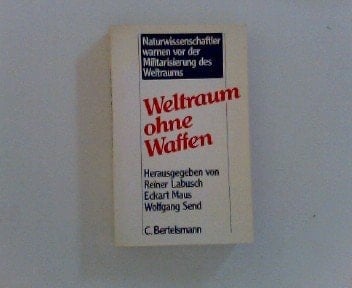 Naturwissenschaftler
warnen vor der
Militarisierung des
Weltraums
Weltraum
ohne
Waffen
Herausgegeben von
Reiner Labusch
Eckart Maus
Wolfgang Send
C. Bertelsmann